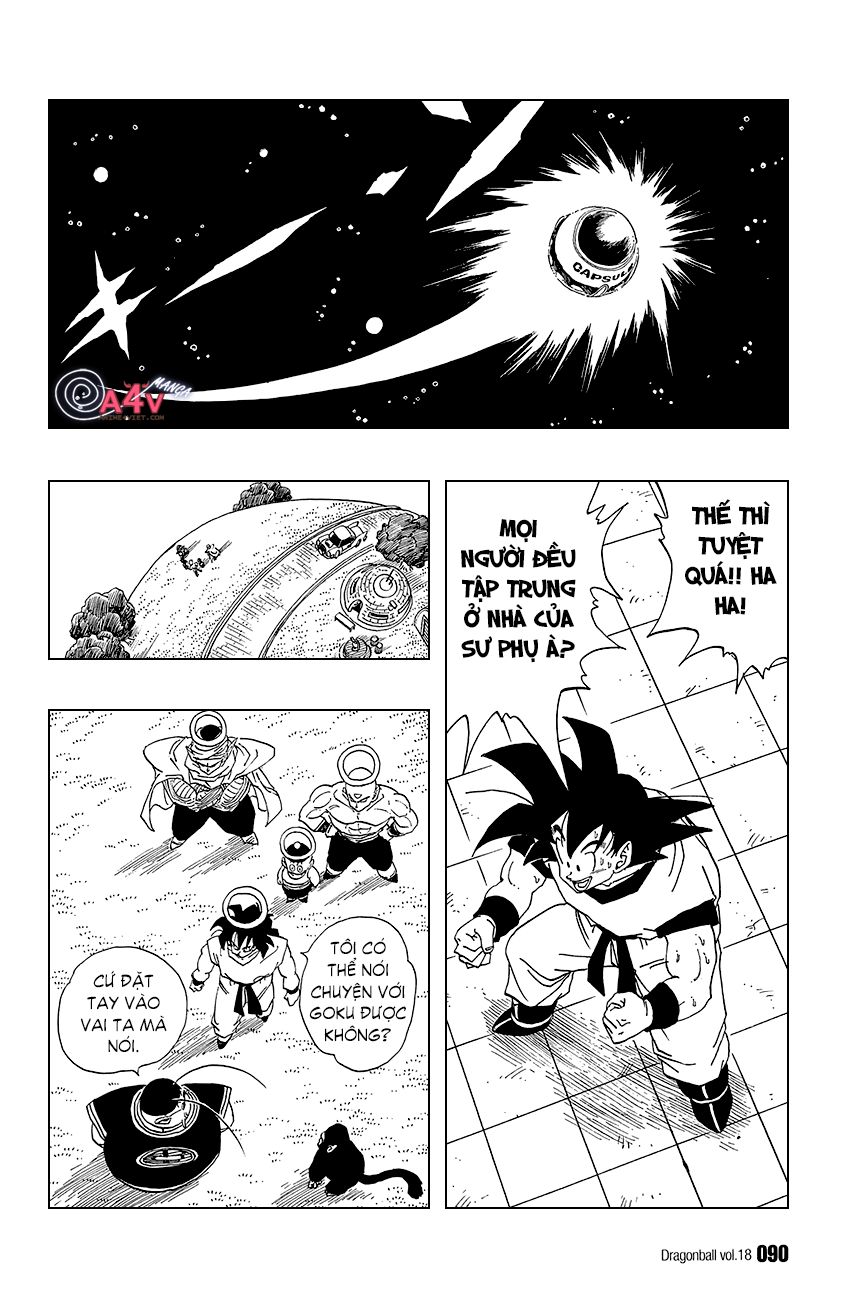 CAPSULE
MANGA
A4V
ANIME4VIET.COM
THẾ THÌ
TUYỆT
QUÁ!! HA
HA!
MỌI
NGƯỜI ĐỀU
TẬP TRUNG
Ở NHÀ CỦA
SƯ PHỤ À?
TÔI CÓ
THỂ NÓI
CHUYỆN VỚI
GOKU ĐƯỢC
KHÔNG?
CỨ ĐẶT
TAY VÀO
VAI TA MÀ
NÓI.
Dragonball vol.18 090